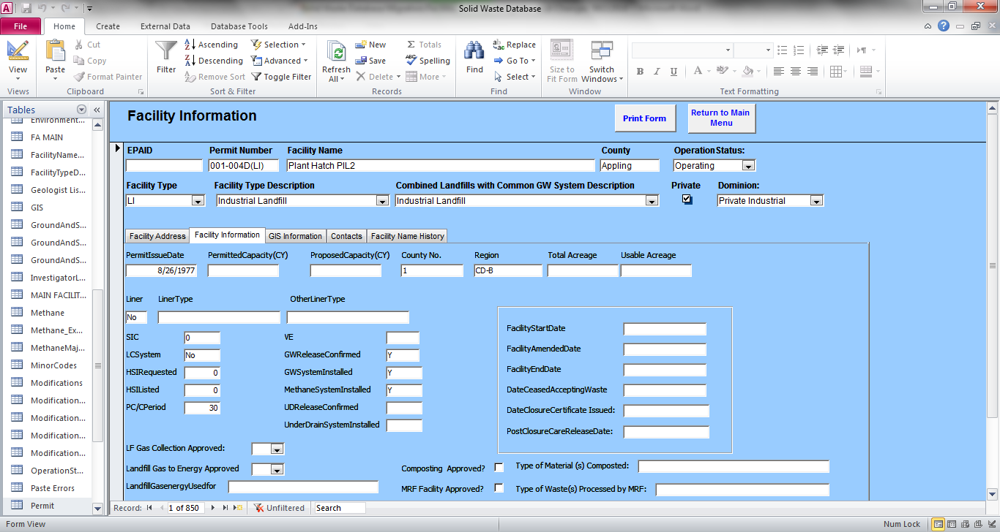 Solid Waste Database
File Home Create External Data Database Tools Add-Ins
View Paste Cut Copy Format Painter Filter Ascending Descending Remove Sort Selection Advanced Toggle Filter Refresh All New Save Delete Totals Spelling More Find Replace Go To Select Size to Fit Form Switch Windows B I U A ab
Views Clipboard Sort & Filter Records Find Window Text Formatting
Tables «
Environment...
FA MAIN
FacilityName...
FacilityTypeD...
Geologist Lis...
GIS
GroundAndS...
GroundAndS...
GroundAndS...
InvestigatorL...
MAIN FACILIT...
Methane
Methane_Ex...
MethaneMaj...
MinorCodes
Modifications
Modification...
Modification...
Modification...
Modification...
OperationSt...
Paste Errors
Permit
Facility Information Print Form Return to Main Menu
EPAID Permit Number Facility Name County OperationStatus:
001-004D(LI) Plant Hatch PIL2 Appling Operating
Facility Type Facility Type Description Combined Landfills with Common GW System Description Private Dominion:
LI Industrial Landfill Industrial Landfill Private Industrial
Facility Address Facility Information GIS Information Contacts Facility Name History
PermitIssueDate PermittedCapacity(CY) ProposedCapacity(CY) County No. Region Total Acreage Usable Acreage
8/26/1977 1 CD-B
Liner LinerType OtherLinerType
No
SIC 0 VE
LCSystem No GWReleaseConfirmed Y
HSIRequested 0 GWSystemInstalled Y
HSIListed 0 MethaneSystemInstalled Y
PC/CPeriod 30 UDReleaseConfirmed
UnderDrainSystemInstalled
FacilityStartDate
FacilityAmendedDate
FacilityEndDate
DateCeasedAcceptingWaste
DateClosureCertificate Issued:
PostClosureCareReleaseDate:
LF Gas Collection Approved:
Landfill Gas to Energy Approved Composting Approved? Type of Material (s) Composted:
LandfillGasenergyUsedfor MRF Facility Approved? Type of Waste(s) Processed by MRF:
Record: 1 of 850 Unfiltered Search
Form View Num Lock